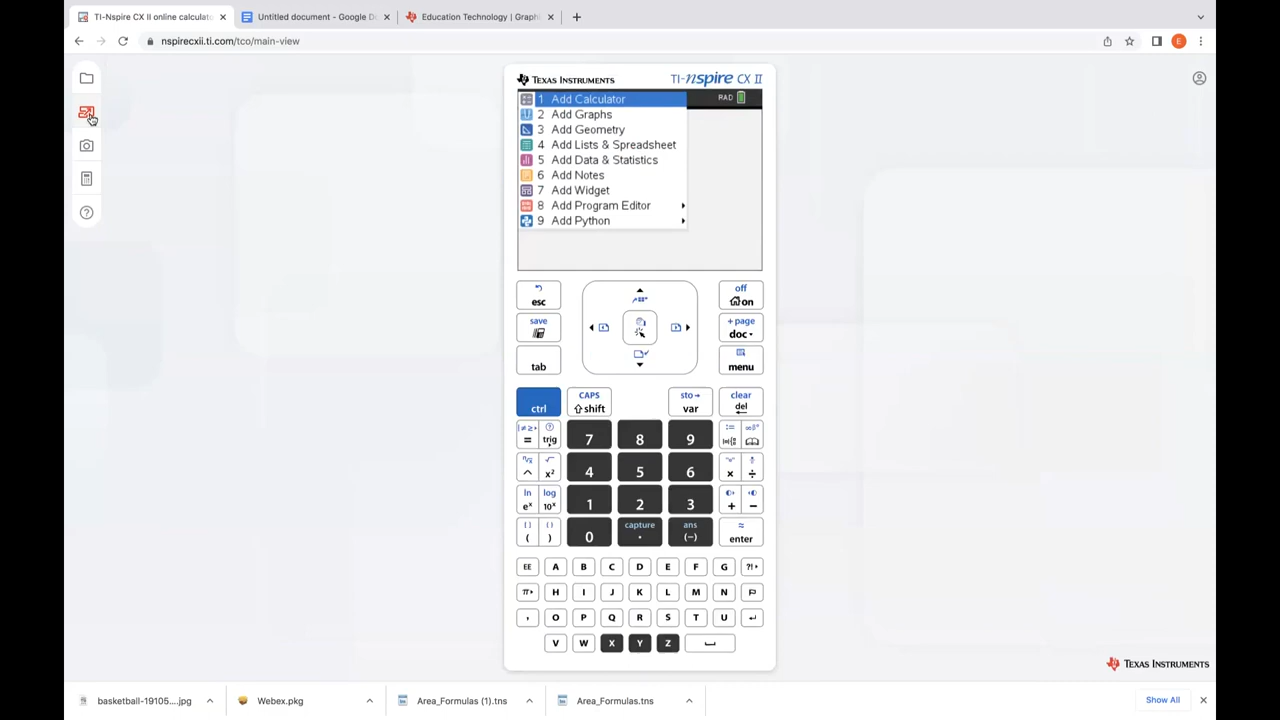 TI-Nspire CX II online calculat
Untitled document - Google D
Education Technology | Graph
nspirecxii.ti.com/tco/main-view
E
TEXAS INSTRUMENTS
TI-nspire CX II
RAD
1 Add Calculator
2 Add Graphs
3 Add Geometry
4 Add Lists & Spreadsheet
5 Add Data & Statistics
6 Add Notes
7 Add Widget
8 Add Program Editor
9 Add Python
esc
off
on
save
+ page
doc
tab
menu
ctrl
CAPS
shift
sto→
var
clear
del
|≠≥▸
=
?
trig
7
8
9
:=
∞β°
ⁿ√x
^
√
x²
4
5
6
"□"
×
÷
ln
eˣ
log
10ˣ
1
2
3
+
−
[ ]
(
{ }
)
0
capture
.
ans
(−)
≈
enter
EE A B C D E F G ?!▸
π▸ H I J K L M N
, O P Q R S T U ↵
V W X Y Z
TEXAS INSTRUMENTS
basketball-19105....jpg
Webex.pkg
Area_Formulas (1).tns
Area_Formulas.tns
Show All